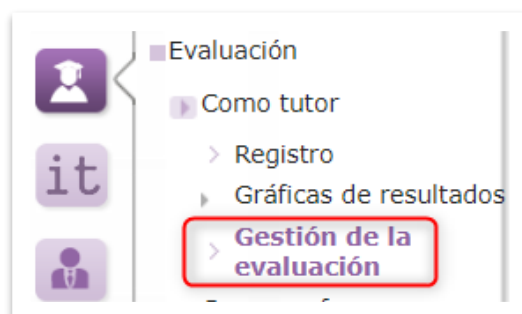 Evaluación
Como tutor
it
Registro
Gráficas de resultados
Gestión de la
evaluación